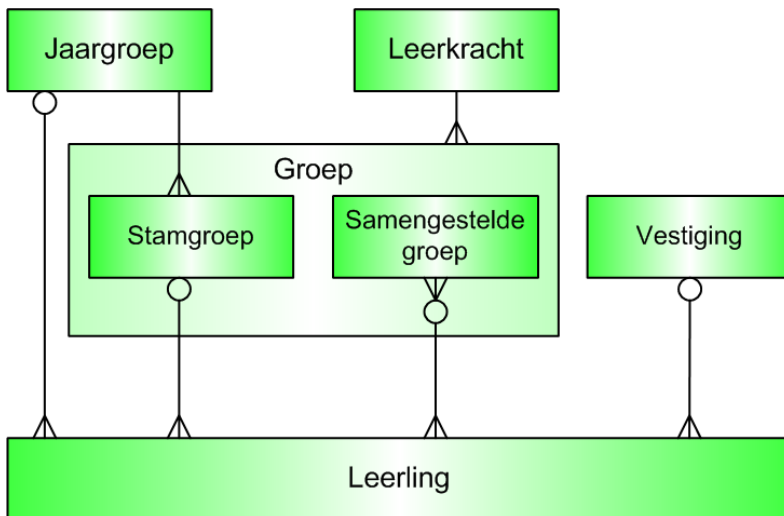 Jaargroep
Leerkracht
Groep
Stamgroep
Samengestelde
groep
Vestiging
Leerling